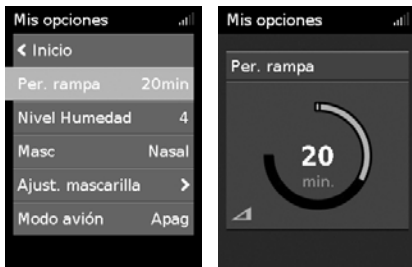 Mis opciones
< Inicio
Per. rampa 20min
Nivel Humedad 4
Masc Nasal
Ajust. mascarilla >
Modo avión Apag
Mis opciones
Per. rampa
20
min.